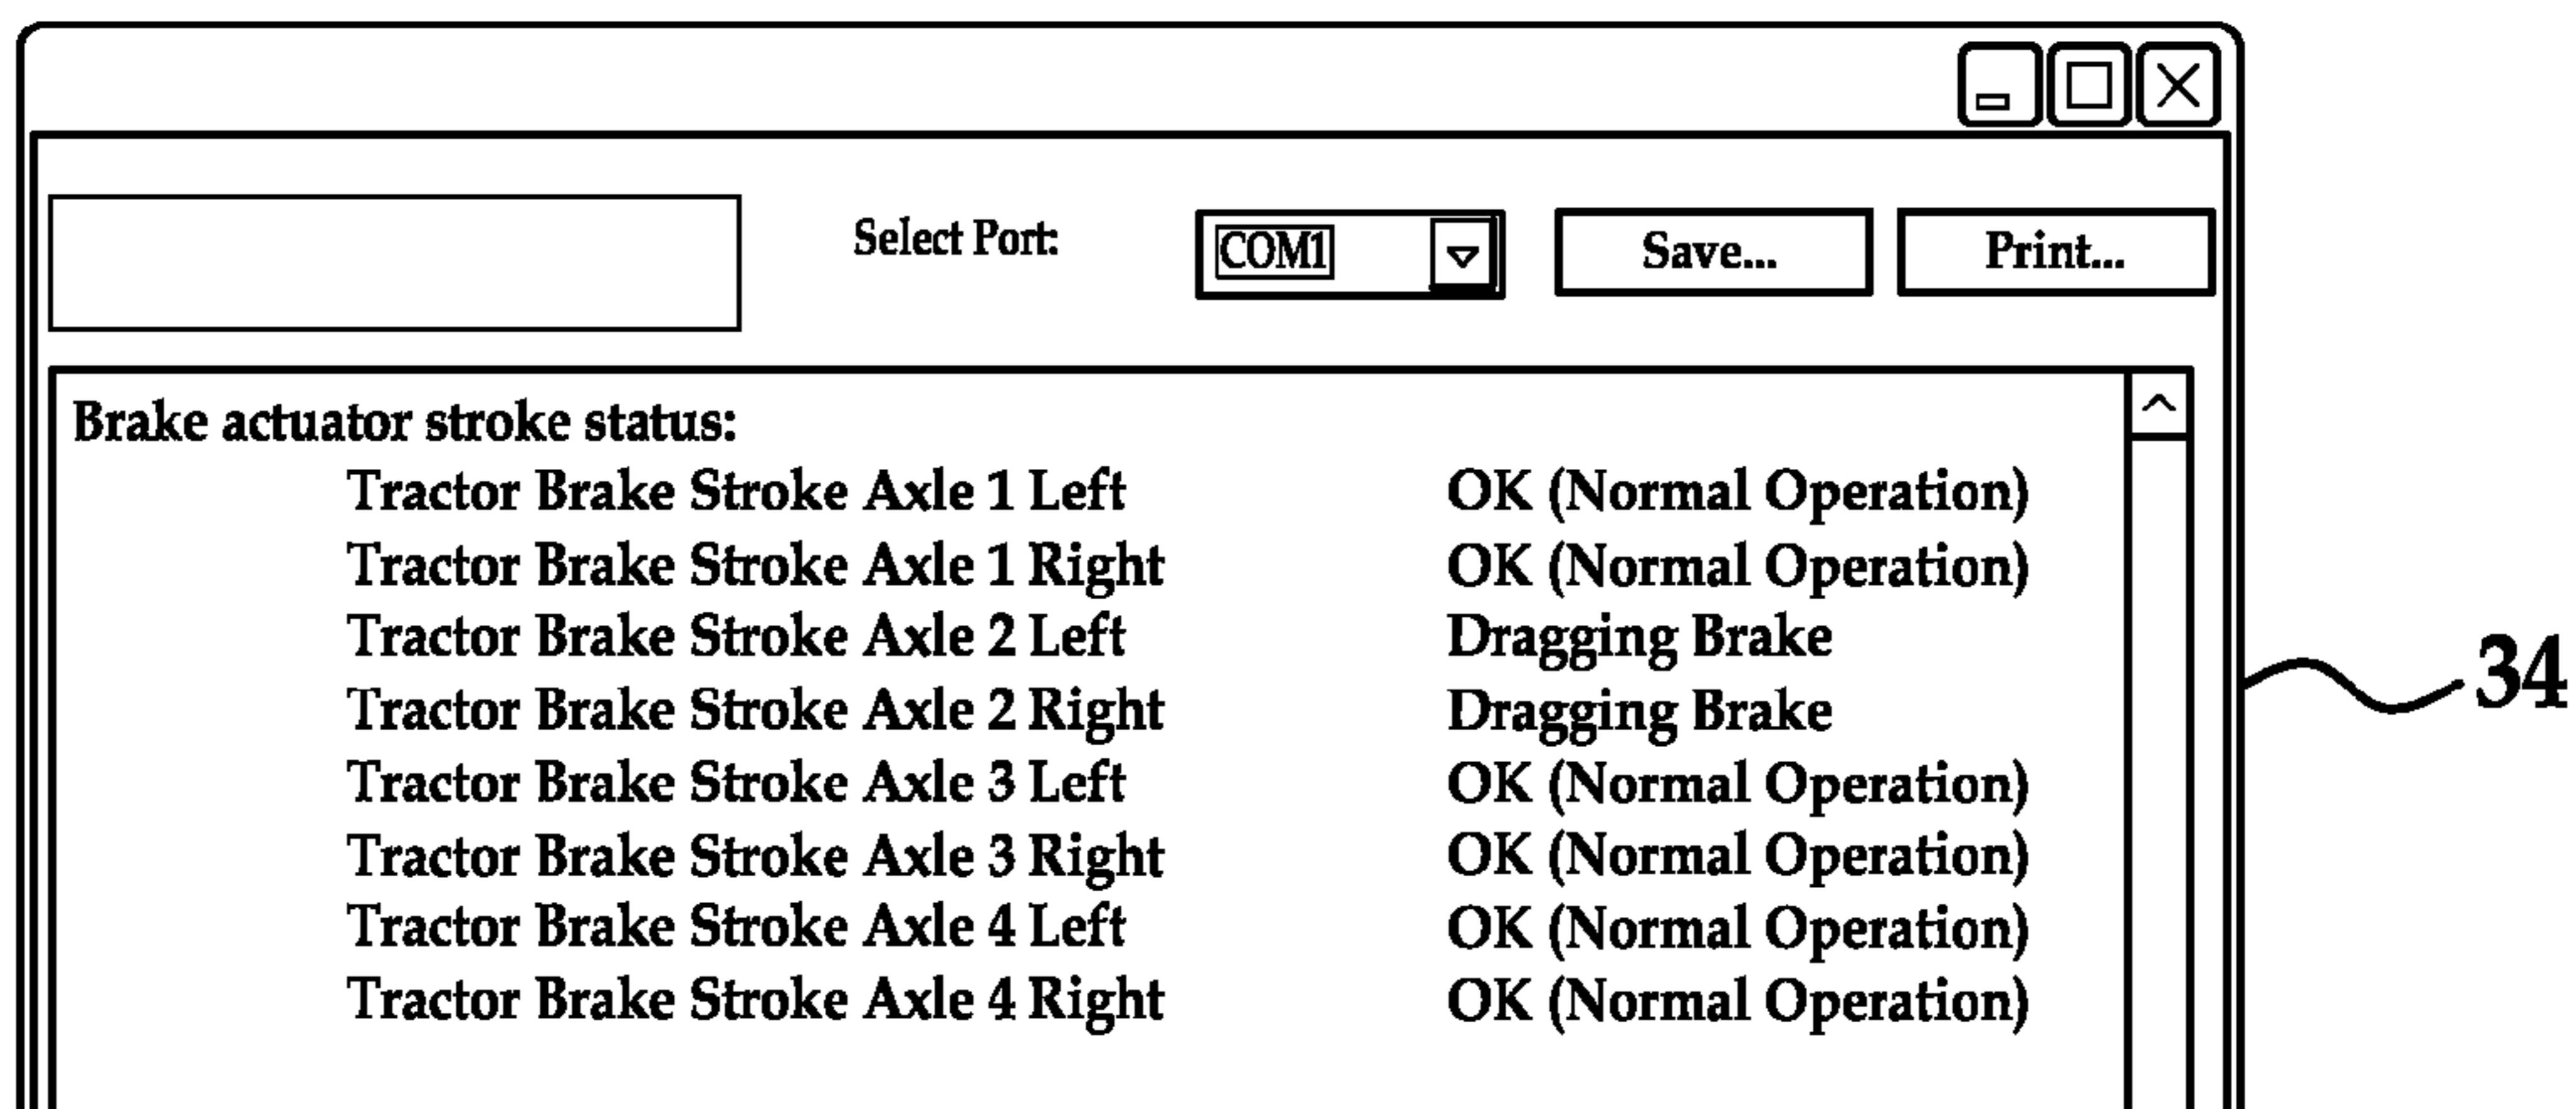 Select Port: COM1 Save... Print...
Brake actuator stroke status:
Tractor Brake Stroke Axle 1 Left OK (Normal Operation)
Tractor Brake Stroke Axle 1 Right OK (Normal Operation)
Tractor Brake Stroke Axle 2 Left Dragging Brake
Tractor Brake Stroke Axle 2 Right Dragging Brake
Tractor Brake Stroke Axle 3 Left OK (Normal Operation)
Tractor Brake Stroke Axle 3 Right OK (Normal Operation)
Tractor Brake Stroke Axle 4 Left OK (Normal Operation)
Tractor Brake Stroke Axle 4 Right OK (Normal Operation)
34